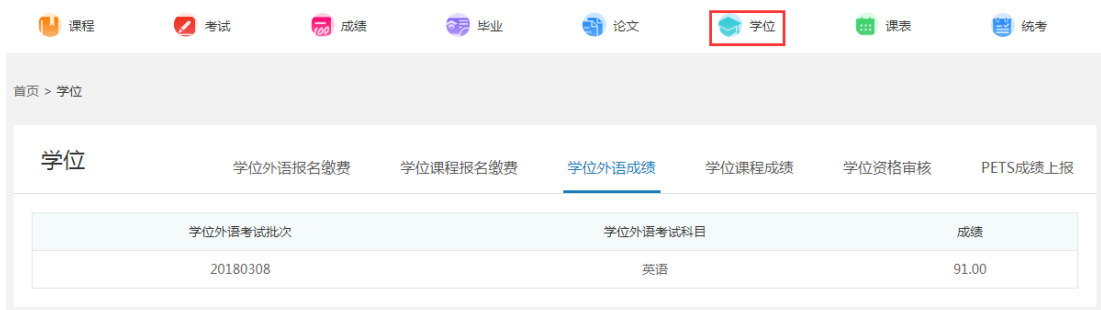 课程 考试 100 成绩 毕业 论文 学位 课表 统考
首页 > 学位
学位 学位外语报名缴费 学位课程报名缴费 学位外语成绩 学位课程成绩 学位资格审核 PETS成绩上报
学位外语考试批次 学位外语考试科目 成绩
20180308 英语 91.00